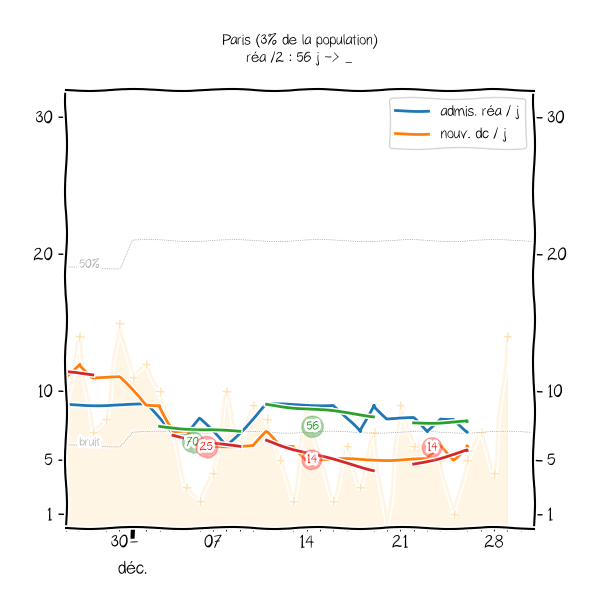 Paris (3% de la population)
réa /2 : 56 j -> _
admis. réa / j
nouv. dc / j
30 30
20 20
50%
10 10
bruit
70 25 56 14 14
5 5
1 1
30 07 14 21 28
déc.